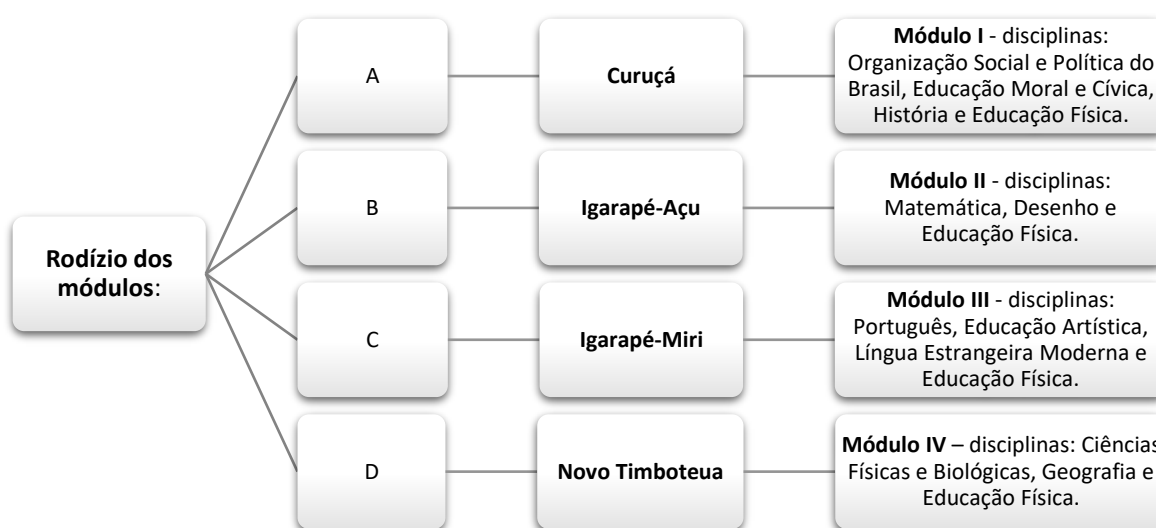 Rodízio dos
módulos:
A
Curuçá
Módulo I - disciplinas:
Organização Social e Política do
Brasil, Educação Moral e Cívica,
História e Educação Física.
B
Igarapé-Açu
Módulo II - disciplinas:
Matemática, Desenho e
Educação Física.
C
Igarapé-Miri
Módulo III - disciplinas:
Português, Educação Artística,
Língua Estrangeira Moderna e
Educação Física.
D
Novo Timboteua
Módulo IV – disciplinas: Ciências
Físicas e Biológicas, Geografia e
Educação Física.